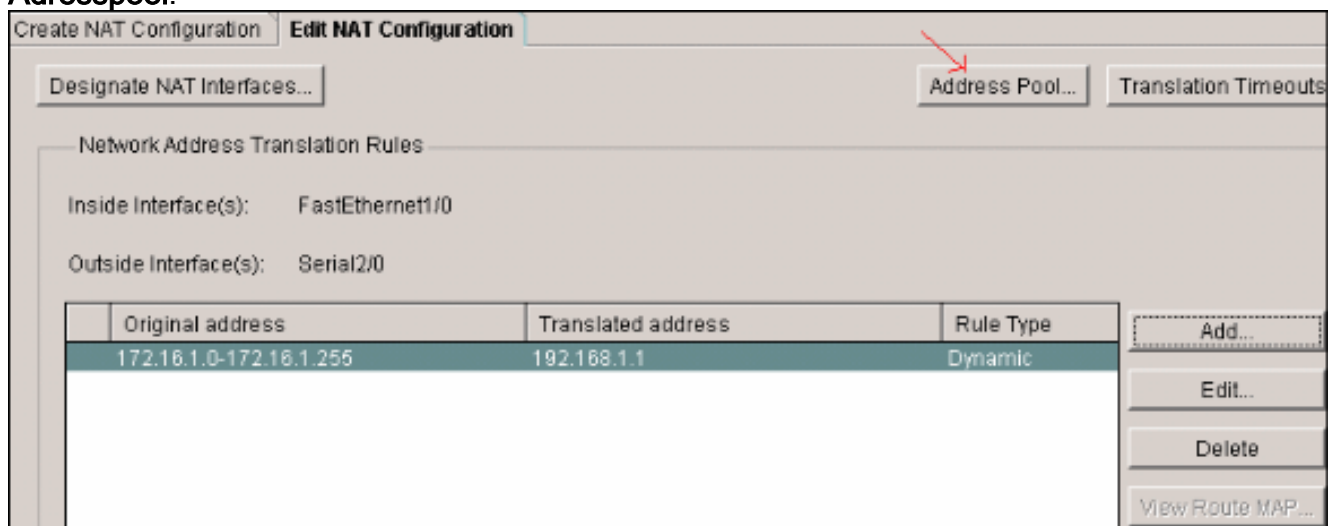 Adresspool.
Create NAT Configuration Edit NAT Configuration
Designate NAT Interfaces... Address Pool... Translation Timeouts
Network Address Translation Rules
Inside Interface(s): FastEthernet1/0
Outside Interface(s): Serial2/0
Original address Translated address Rule Type
172.16.1.0-172.16.1.255 192.168.1.1 Dynamic
Add...
Edit...
Delete
View Route MAP...